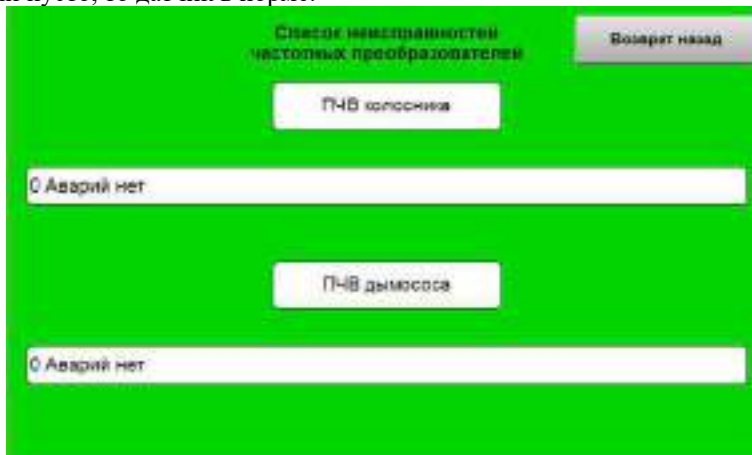 Список неисправностей
частотных преобразователей
Возврат назад
ПЧВ колосника
0 Аварий нет
ПЧВ дымососа
0 Аварий нет